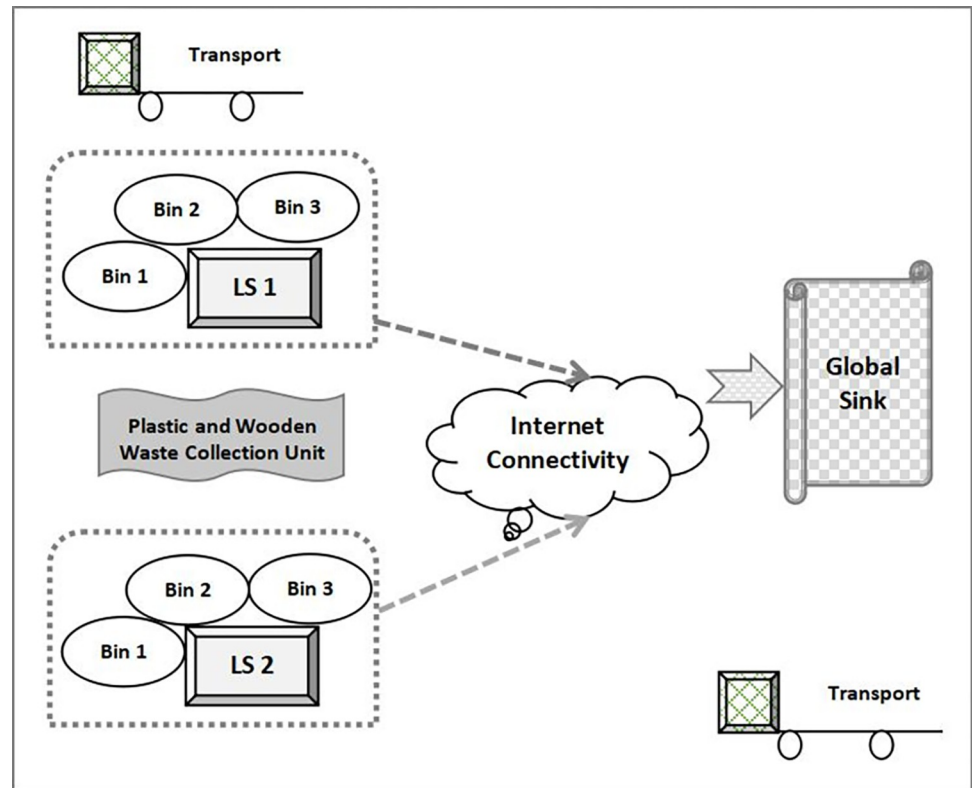 Transport
Bin 2
Bin 3
Bin 1
LS 1
Plastic and Wooden
Waste Collection Unit
Internet
Connectivity
Global
Sink
Bin 2
Bin 3
Bin 1
LS 2
Transport